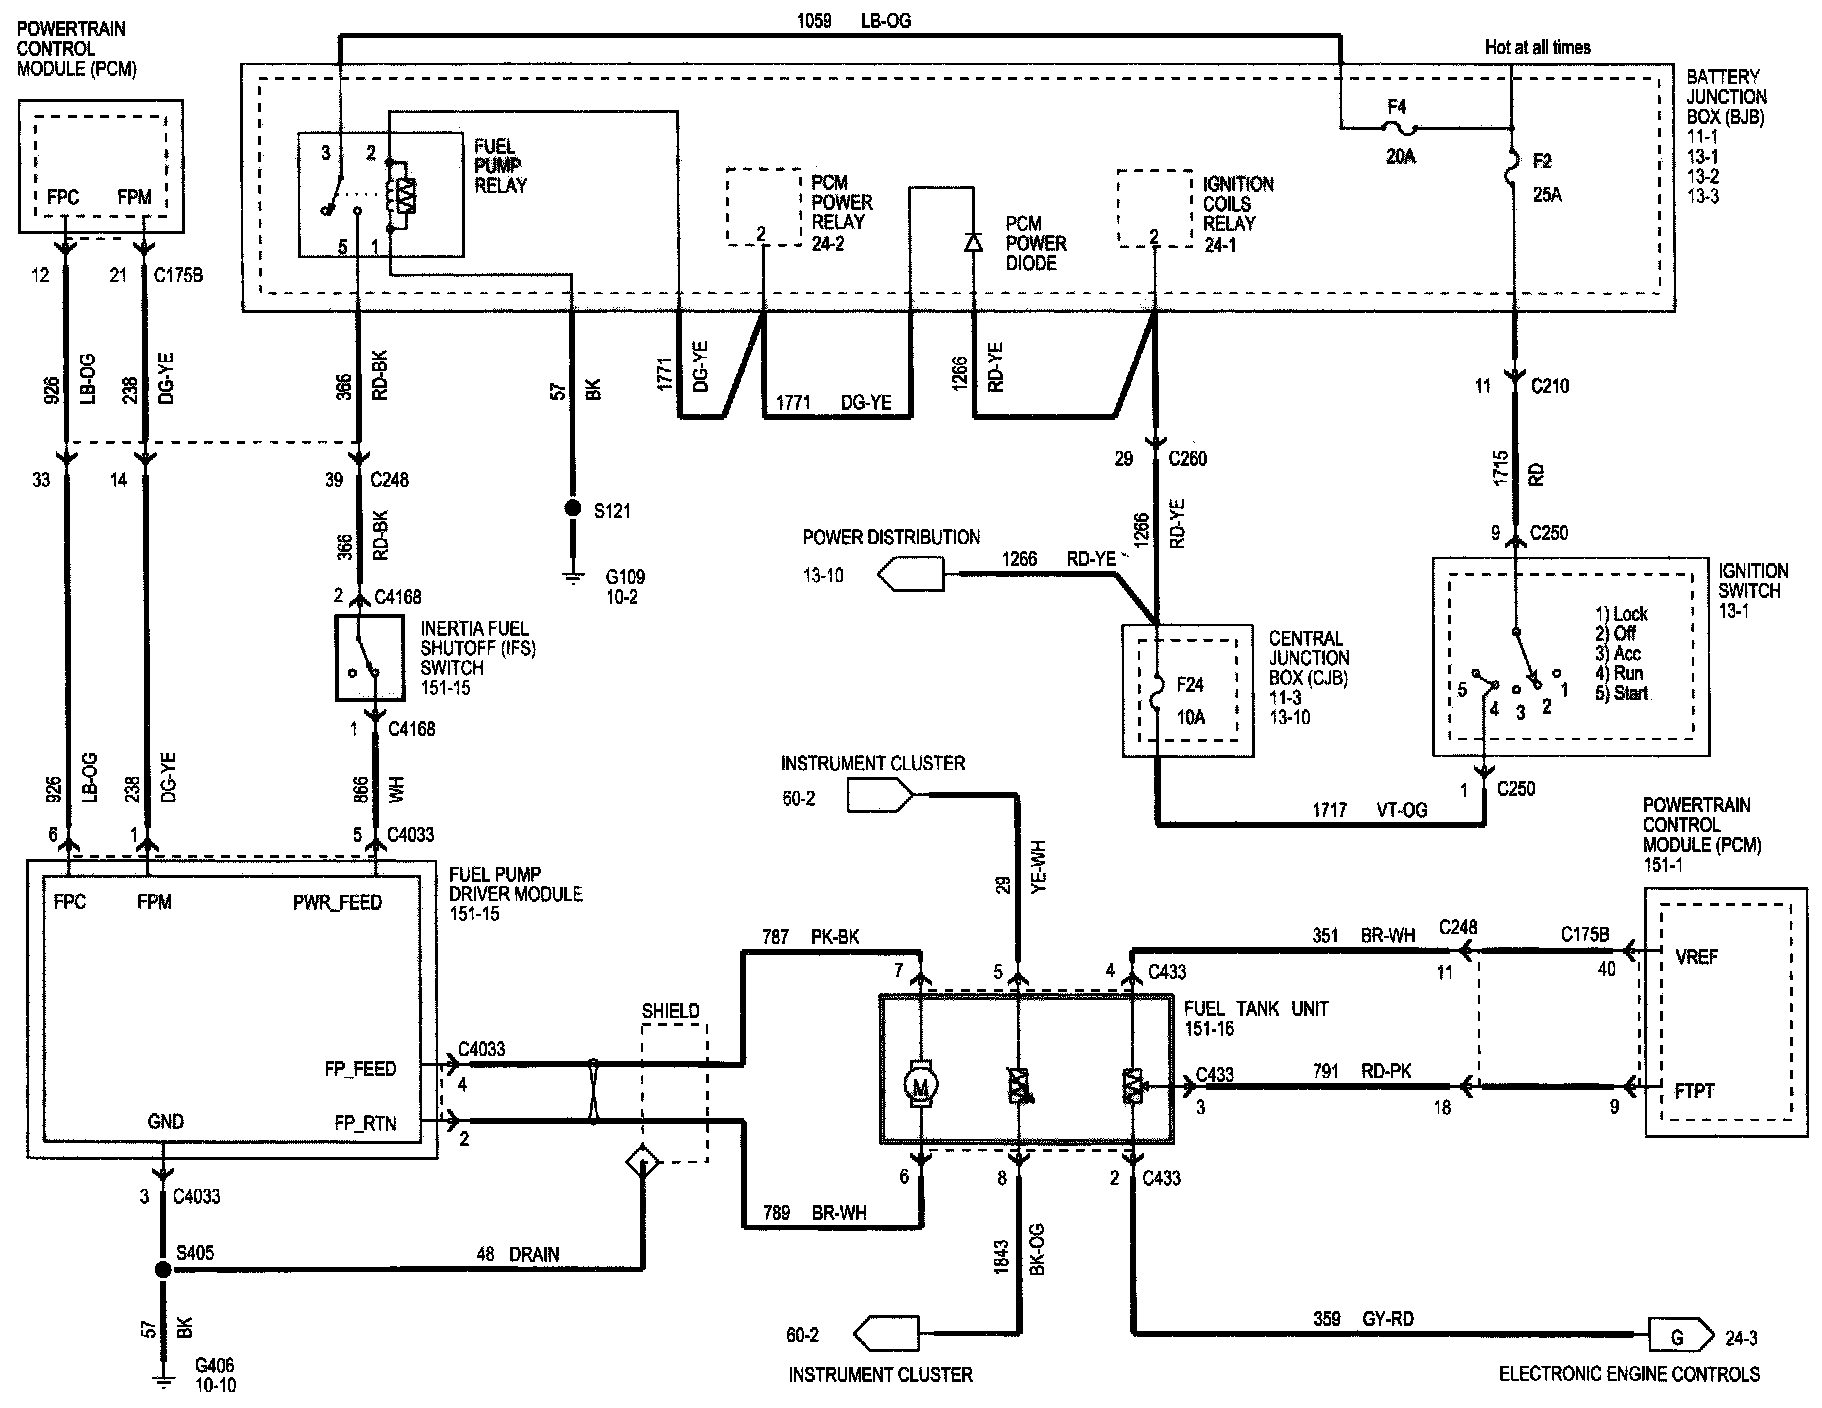 POWERTRAIN
CONTROL
MODULE (PCM)
1059 LB-OG
Hot at all times
BATTERY
JUNCTION
BOX (BJB)
11-1
13-1
13-2
13-3
F4
20A
F2
25A
FUEL
PUMP
RELAY
3 2
5 1
PCM
POWER
RELAY
24-2
2
PCM
POWER
DIODE
IGNITION
COILS
RELAY
24-1
2
FPC FPM
12 21 C175B
926 LB-OG
238 DG-YE
366 RD-BK
57 BK
1771 DG-YE
1771 DG-YE
1266 RD-YE
11 C210
29 C260
33 14 39 C248
1715 RD
366 RD-BK
S121
G109
10-2
1266 RD-YE
9 C250
POWER DISTRIBUTION
13-10
1266 RD-YE
IGNITION
SWITCH
13-1
1) Lock
2) Off
3) Acc
4) Run
5) Start
5 4 3 2 1
2 C4168
INERTIA FUEL
SHUTOFF (IFS)
SWITCH
151-15
1 C4168
CENTRAL
JUNCTION
BOX (CJB)
11-3
13-10
F24
10A
926 LB-OG
238 DG-YE
866 WH
INSTRUMENT CLUSTER
60-2
1 C250
1717 VT-OG
POWERTRAIN
CONTROL
MODULE (PCM)
151-1
6 1 5 C4033
FUEL PUMP
DRIVER MODULE
151-15
FPC FPM PWR_FEED
29 YE-WH
787 PK-BK
351 BR-WH
C248
C175B
11 40
VREF
7 5 4 C433
SHIELD
FUEL TANK UNIT
151-16
C4033
FP_FEED
4
M
C433
3
791 RD-PK
18 9
FTPT
GND
FP_RTN
2
6 8 2 C433
3 C4033
789 BR-WH
S405
48 DRAIN
1843 BK-OG
57 BK
G406
10-10
60-2
INSTRUMENT CLUSTER
359 GY-RD
G
24-3
ELECTRONIC ENGINE CONTROLS